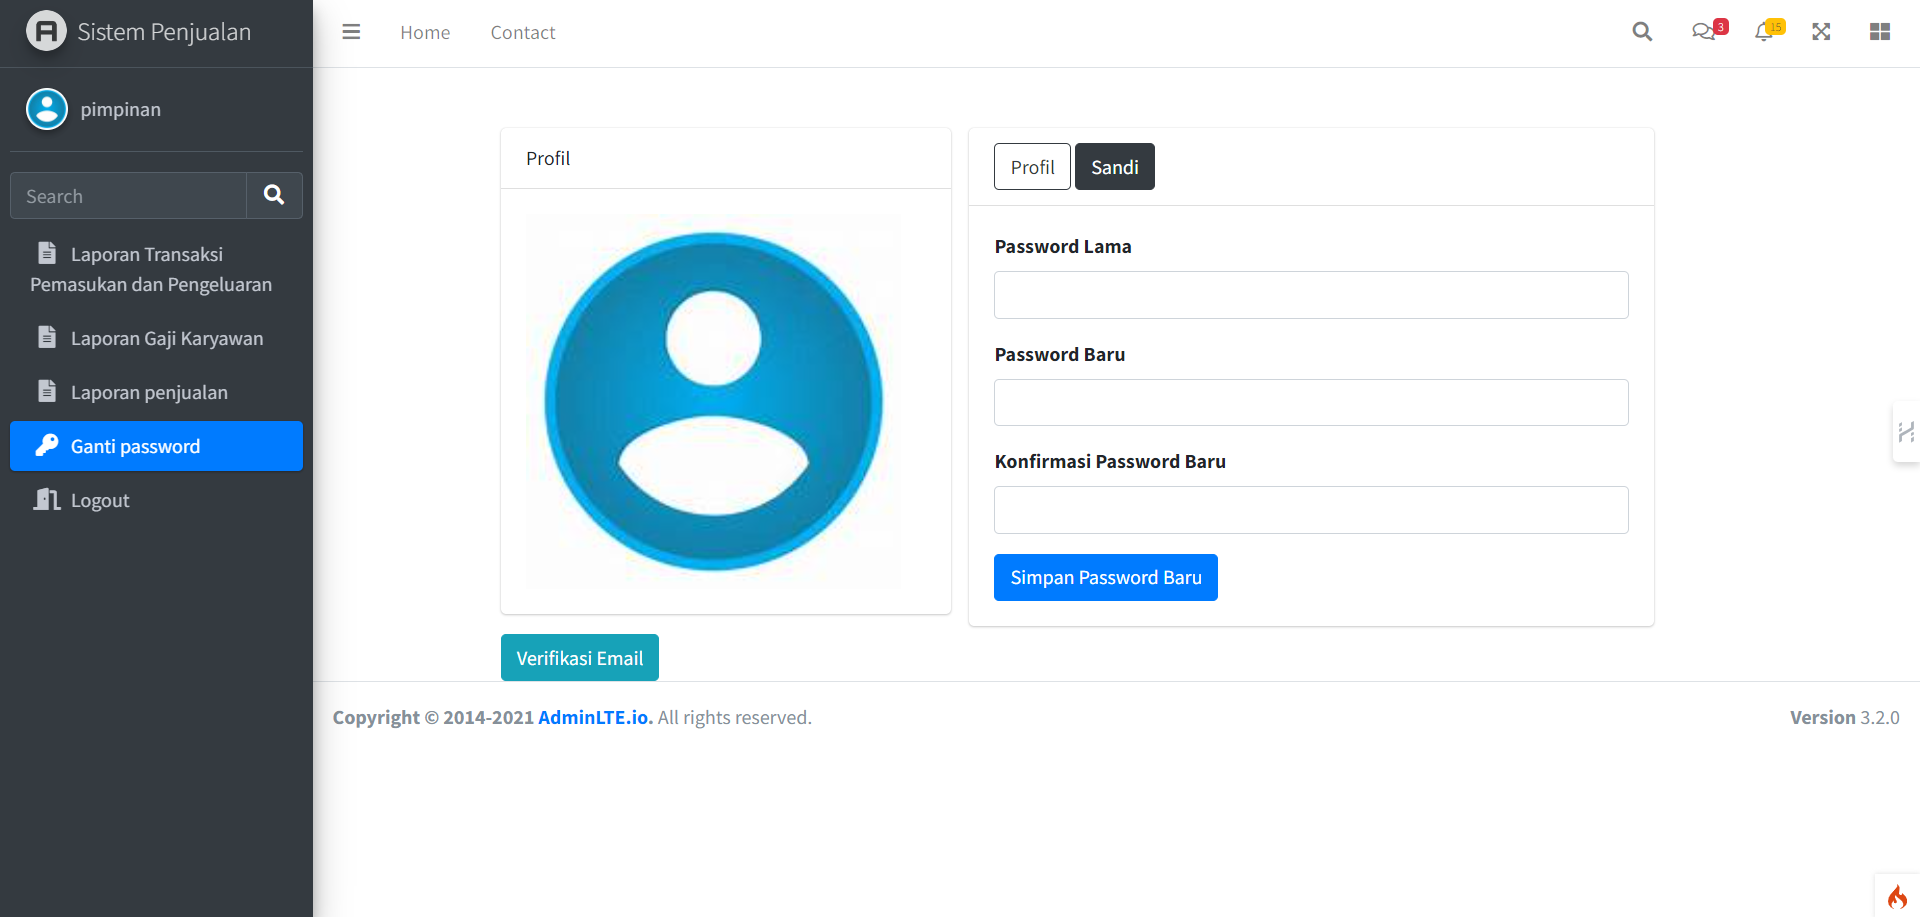 Sistem Penjualan
Home
Contact
3
15
pimpinan
Search
Laporan Transaksi
Pemasukan dan Pengeluaran
Laporan Gaji Karyawan
Laporan penjualan
Ganti password
Logout
Profil
Verifikasi Email
Profil
Sandi
Password Lama
Password Baru
Konfirmasi Password Baru
Simpan Password Baru
Copyright © 2014-2021 AdminLTE.io. All rights reserved.
Version 3.2.0